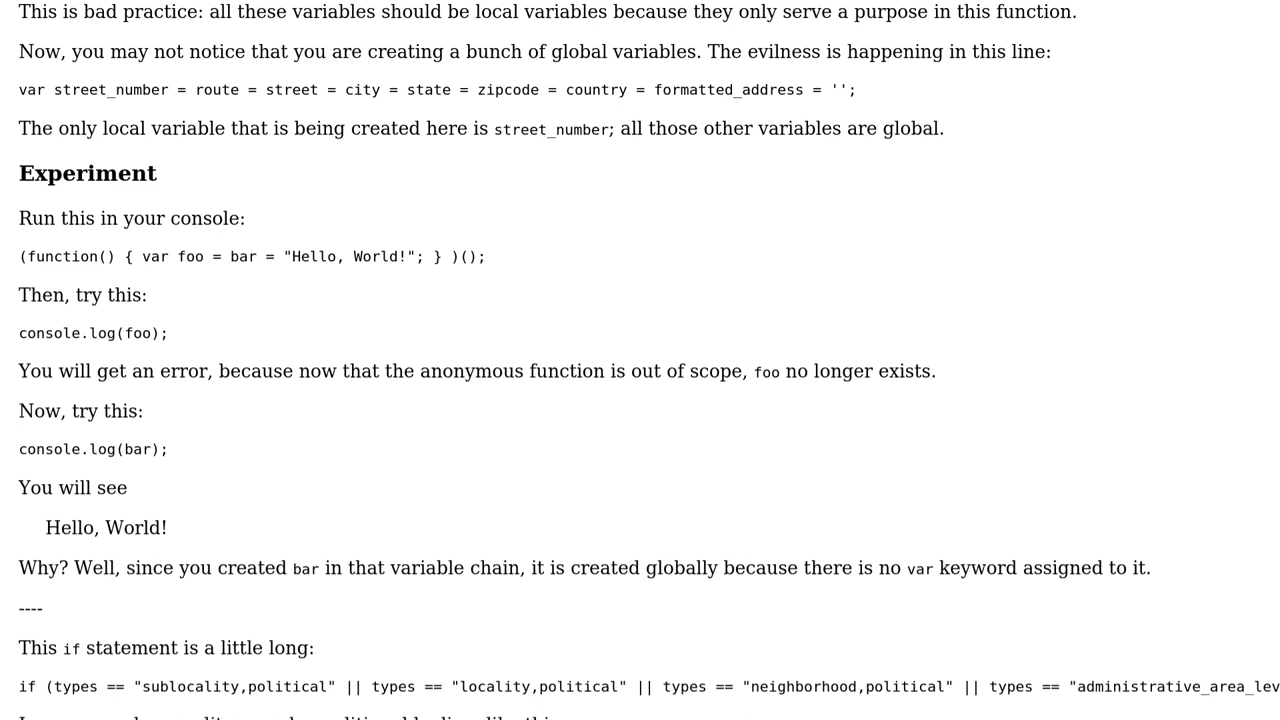 This is bad practice: all these variables should be local variables because they only serve a purpose in this function.
Now, you may not notice that you are creating a bunch of global variables. The evilness is happening in this line:
var street_number = route = street = city = state = zipcode = country = formatted_address = '';
The only local variable that is being created here is street_number; all those other variables are global.
Experiment
Run this in your console:
(function() { var foo = bar = "Hello, World!"; } )();
Then, try this:
console.log(foo);
You will get an error, because now that the anonymous function is out of scope, foo no longer exists.
Now, try this:
console.log(bar);
You will see
Hello, World!
Why? Well, since you created bar in that variable chain, it is created globally because there is no var keyword assigned to it.
----
This if statement is a little long:
if (types == "sublocality,political" || types == "locality,political" || types == "neighborhood,political" || types == "administrative_area_lev